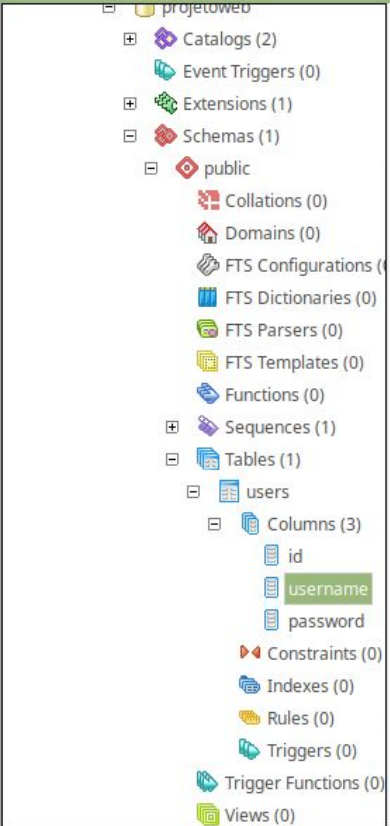 projetoweb
Catalogs (2)
Event Triggers (0)
Extensions (1)
Schemas (1)
public
Collations (0)
Domains (0)
FTS Configurations (
FTS Dictionaries (0)
FTS Parsers (0)
FTS Templates (0)
Functions (0)
Sequences (1)
Tables (1)
users
Columns (3)
id
username
password
Constraints (0)
Indexes (0)
Rules (0)
Triggers (0)
Trigger Functions (0)
Views (0)